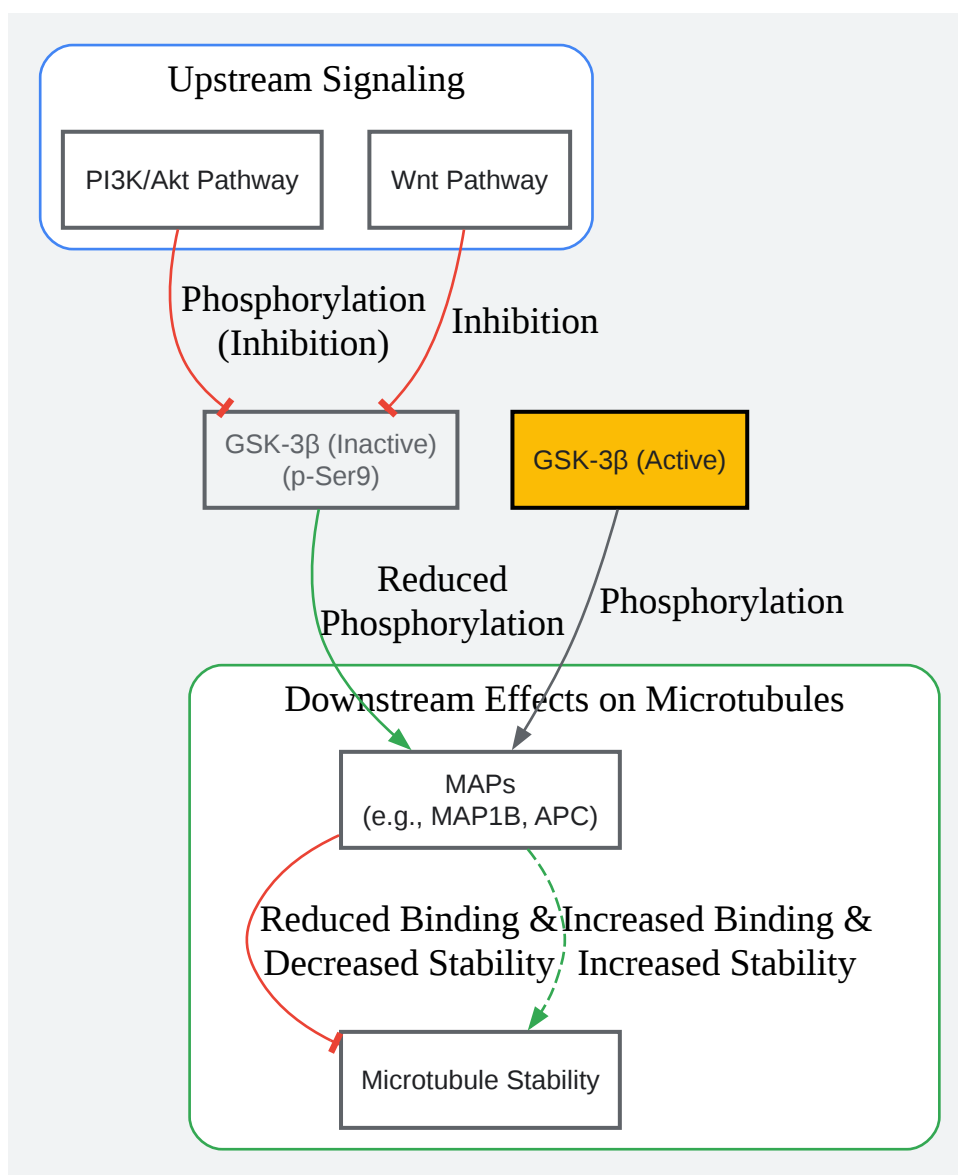 Upstream Signaling
PI3K/Akt Pathway
Wnt Pathway
Phosphorylation
(Inhibition)
Inhibition
GSK-3β (Inactive)
(p-Ser9)
GSK-3β (Active)
Reduced
Phosphorylation
Phosphorylation
Downstream Effects on Microtubules
MAPs
(e.g., MAP1B, APC)
Reduced Binding &
Decreased Stability
Increased Binding &
Increased Stability
Microtubule Stability